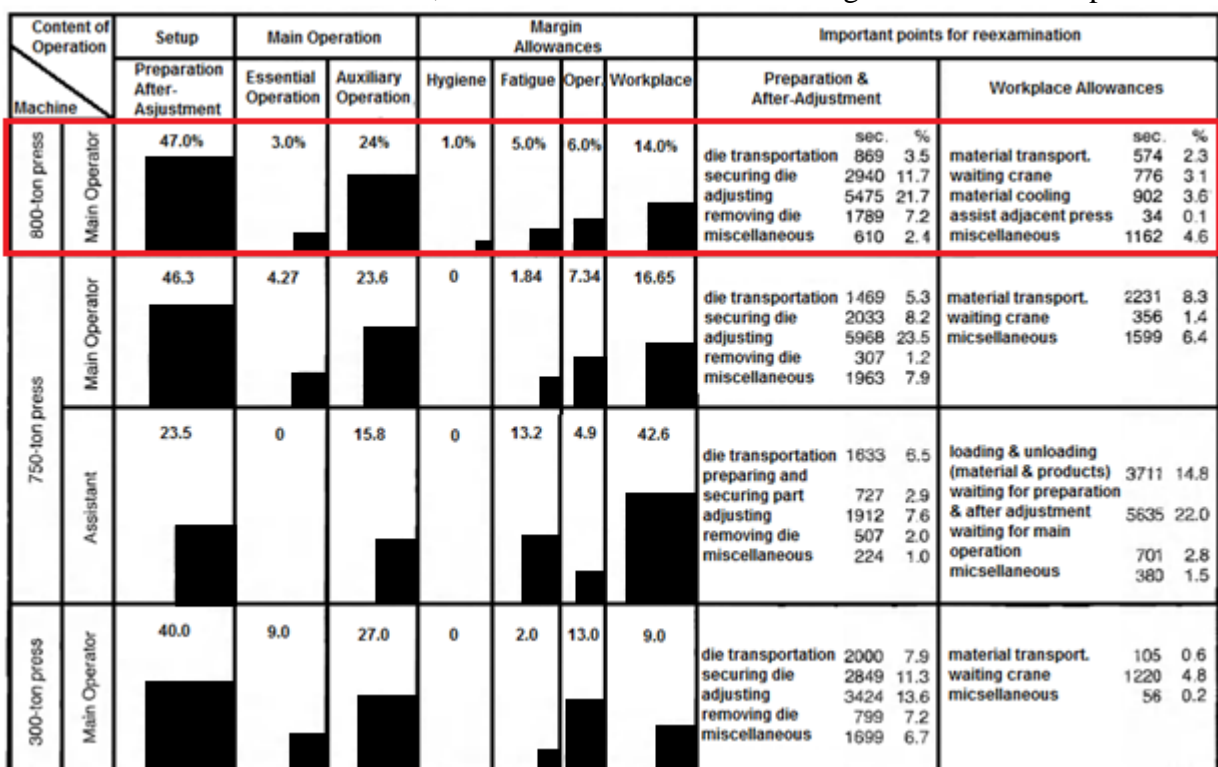 Content of Operation
Machine
Setup
Main Operation
Margin Allowances
Important points for reexamination
Preparation After-Asjustment
Essential Operation
Auxiliary Operation
Hygiene
Fatigue
Oper.
Workplace
Preparation & After-Adjustment
Workplace Allowances
800-ton press
Main Operator
47.0% 3.0% 24% 1.0% 5.0% 6.0% 14.0%
sec. %
die transportation 869 3.5
securing die 2940 11.7
adjusting 5475 21.7
removing die 1789 7.2
miscellaneous 610 2.4
sec. %
material transport. 574 2.3
waiting crane 776 3.1
material cooling 902 3.6
assist adjacent press 34 0.1
miscellaneous 1162 4.6
750-ton press
Main Operator
46.3 4.27 23.6 0 1.84 7.34 16.65
die transportation 1469 5.3
securing die 2033 8.2
adjusting 5968 23.5
removing die 307 1.2
miscellaneous 1963 7.9
material transport. 2231 8.3
waiting crane 356 1.4
micsellaneous 1599 6.4
Assistant
23.5 0 15.8 0 13.2 4.9 42.6
die transportation 1633 6.5
preparing and
securing part 727 2.9
adjusting 1912 7.6
removing die 507 2.0
miscellaneous 224 1.0
loading & unloading
(material & products) 3711 14.8
waiting for preparation
& after adjustment 5635 22.0
waiting for main
operation 701 2.8
micsellaneous 380 1.5
300-ton press
Main Operator
40.0 9.0 27.0 0 2.0 13.0 9.0
die transportation 2000 7.9
securing die 2849 11.3
adjusting 3424 13.6
removing die 799 7.2
miscellaneous 1699 6.7
material transport. 105 0.6
waiting crane 1220 4.8
micsellaneous 56 0.2